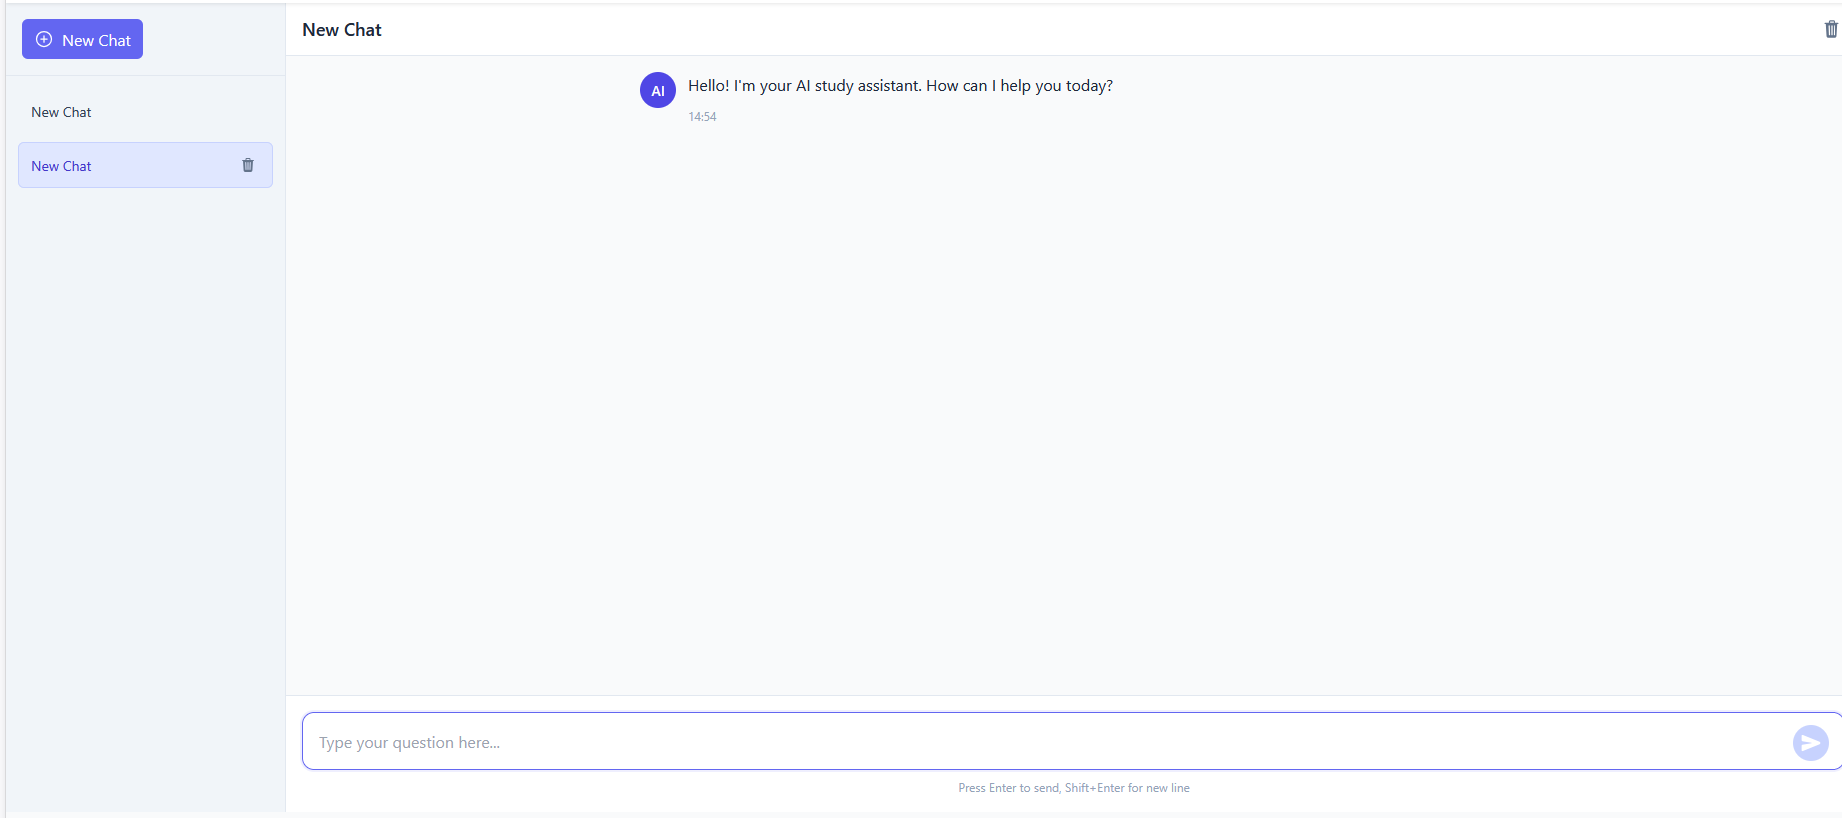 New Chat
New Chat
New Chat
New Chat
AI
Hello! I'm your AI study assistant. How can I help you today?
14:54
Type your question here...
Press Enter to send, Shift+Enter for new line